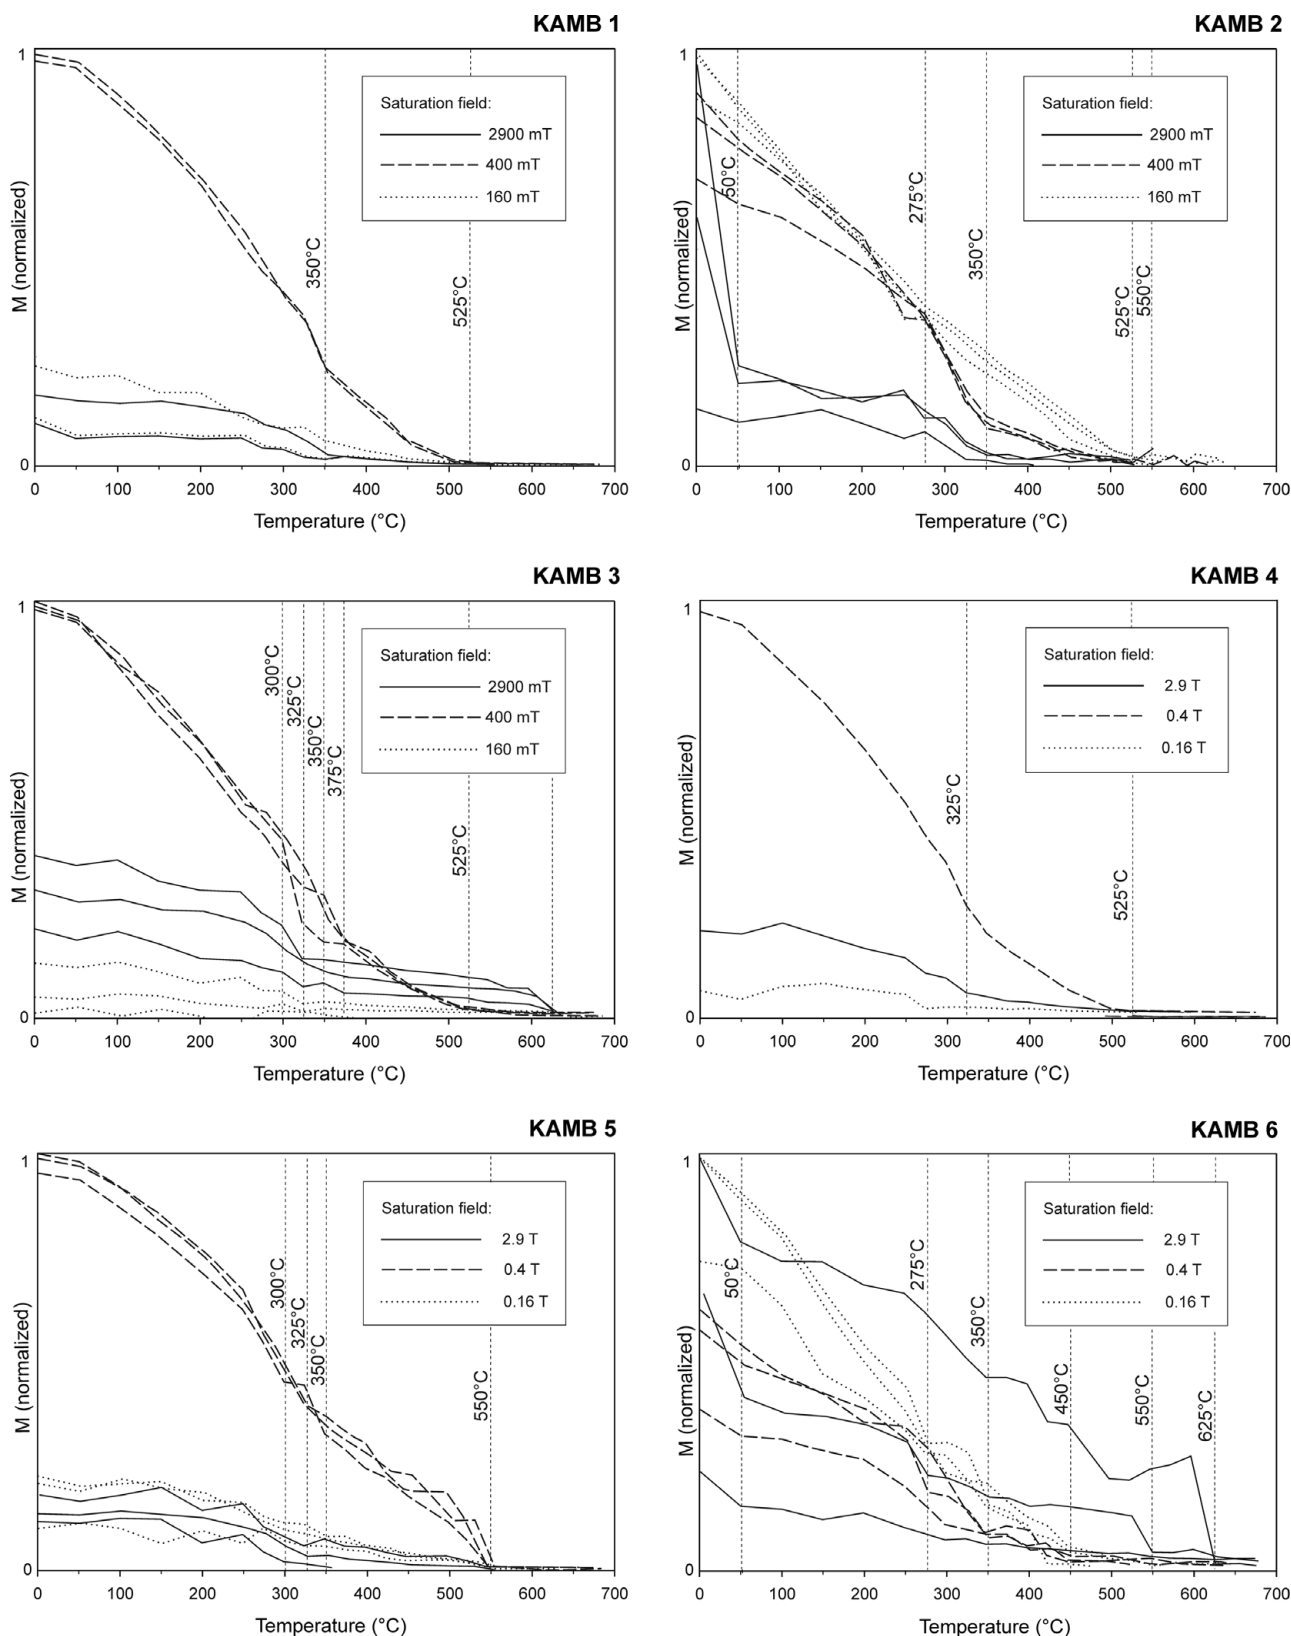 KAMB 1
1
M (normalized)
0
Saturation field:
2900 mT
400 mT
160 mT
350°C
525°C
0 100 200 300 400 500 600 700
Temperature (°C)
KAMB 2
1
M (normalized)
0
Saturation field:
2900 mT
400 mT
160 mT
50°C
275°C
350°C
525°C
550°C
0 100 200 300 400 500 600 700
Temperature (°C)
KAMB 3
1
M (normalized)
0
Saturation field:
2900 mT
400 mT
160 mT
300°C
325°C
350°C
375°C
525°C
0 100 200 300 400 500 600 700
Temperature (°C)
KAMB 4
1
M (normalized)
0
Saturation field:
2.9 T
0.4 T
0.16 T
325°C
525°C
0 100 200 300 400 500 600 700
Temperature (°C)
KAMB 5
1
M (normalized)
0
Saturation field:
2.9 T
0.4 T
0.16 T
300°C
325°C
350°C
550°C
0 100 200 300 400 500 600 700
Temperature (°C)
KAMB 6
1
M (normalized)
0
Saturation field:
2.9 T
0.4 T
0.16 T
50°C
275°C
350°C
450°C
550°C
625°C
0 100 200 300 400 500 600 700
Temperature (°C)